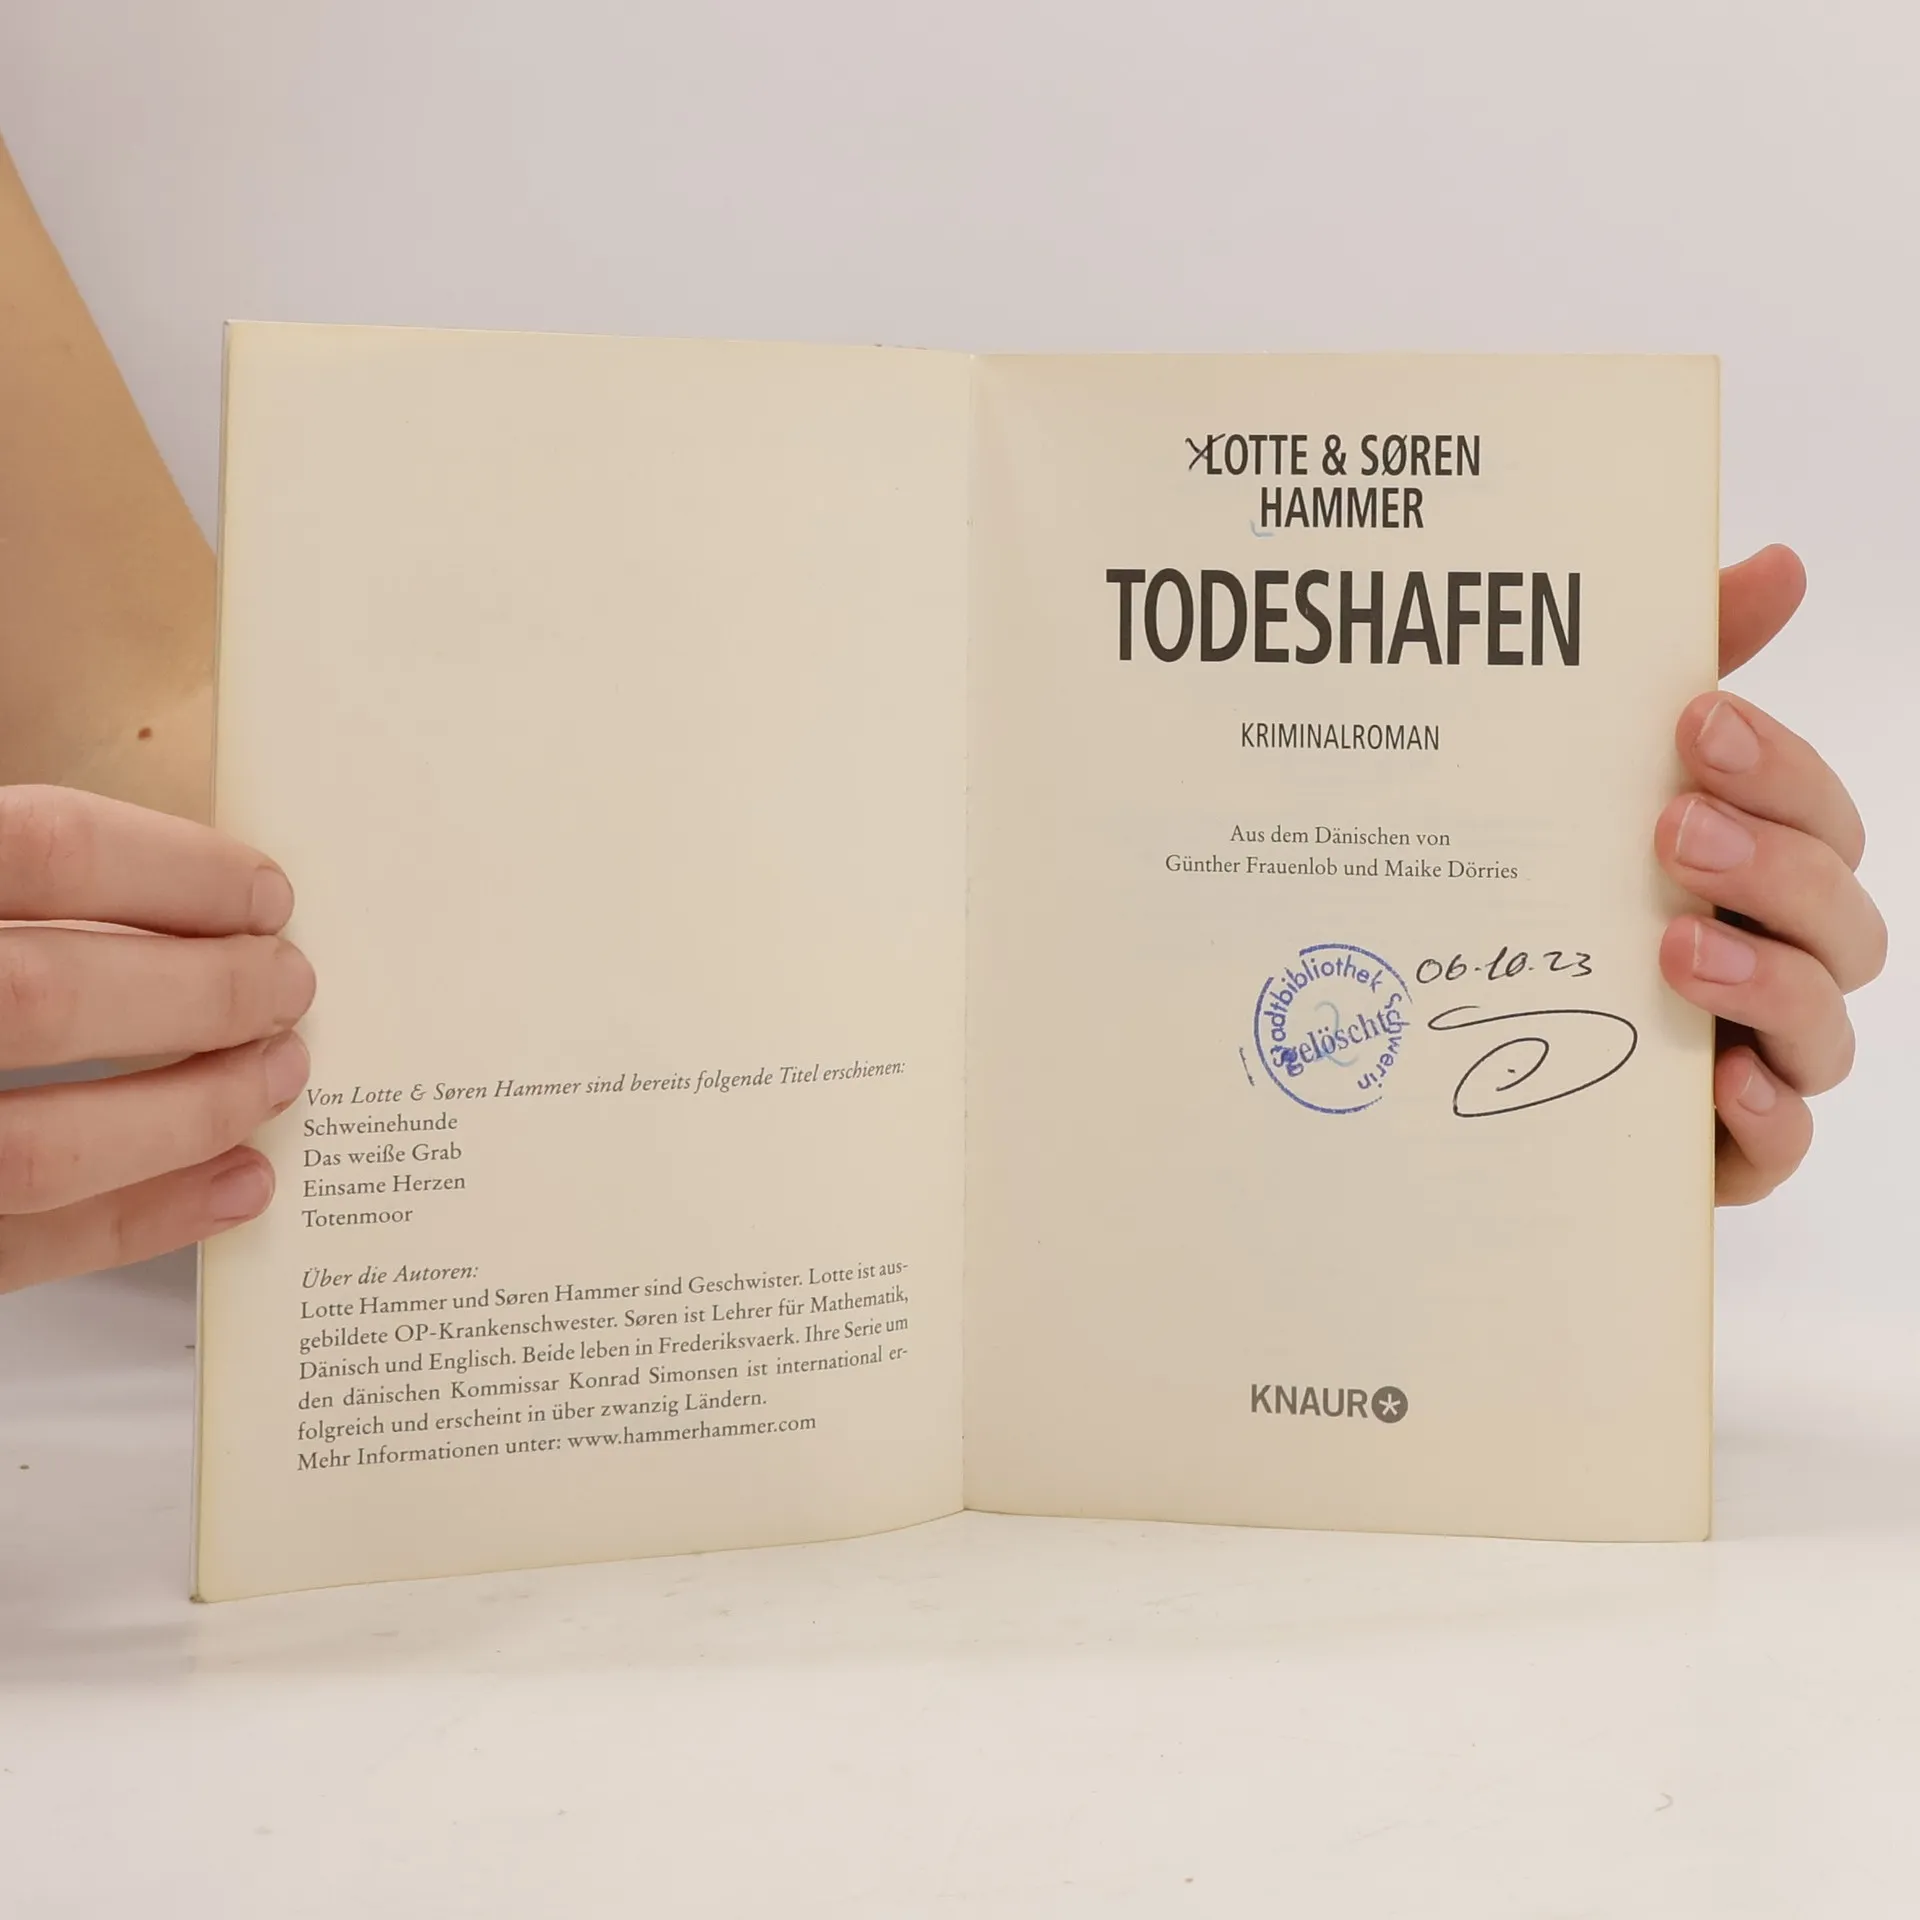 Von Lotte & Søren Hammer sind bereits folgende Titel erschienen:
Schweinehunde
Das weiße Grab
Einsame Herzen
Totenmoor
Über die Autoren:
Lotte Hammer und Søren Hammer sind Geschwister. Lotte ist aus-
gebildete OP-Krankenschwester. Søren ist Lehrer für Mathematik,
Dänisch und Englisch. Beide leben in Frederiksvaerk. Ihre Serie um
den dänischen Kommissar Konrad Simonsen ist international er-
folgreich und erscheint in über zwanzig Ländern.
Mehr Informationen unter: www.hammerhammer.com
LOTTE & SØREN
HAMMER
TODESHAFEN
KRIMINALROMAN
Aus dem Dänischen von
Günther Frauenlob und Maike Dörries
Stadtbibliothek Schwerin
gelöscht
06.10.23
KNAUR